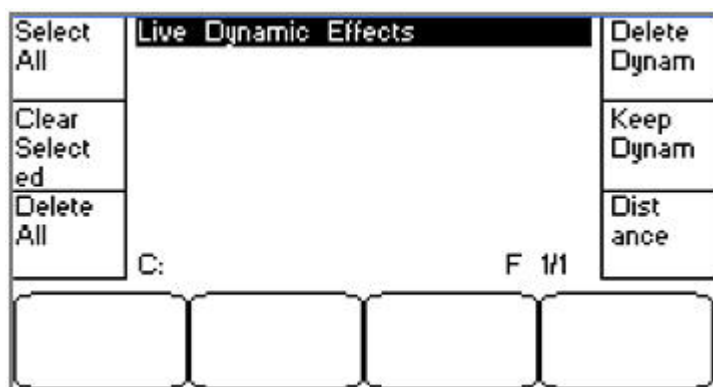 Select
All
Live Dynamic Effects
Delete
Dynam
Clear
Select
ed
Keep
Dynam
Delete
All
Dist
ance
C:
F 1/1